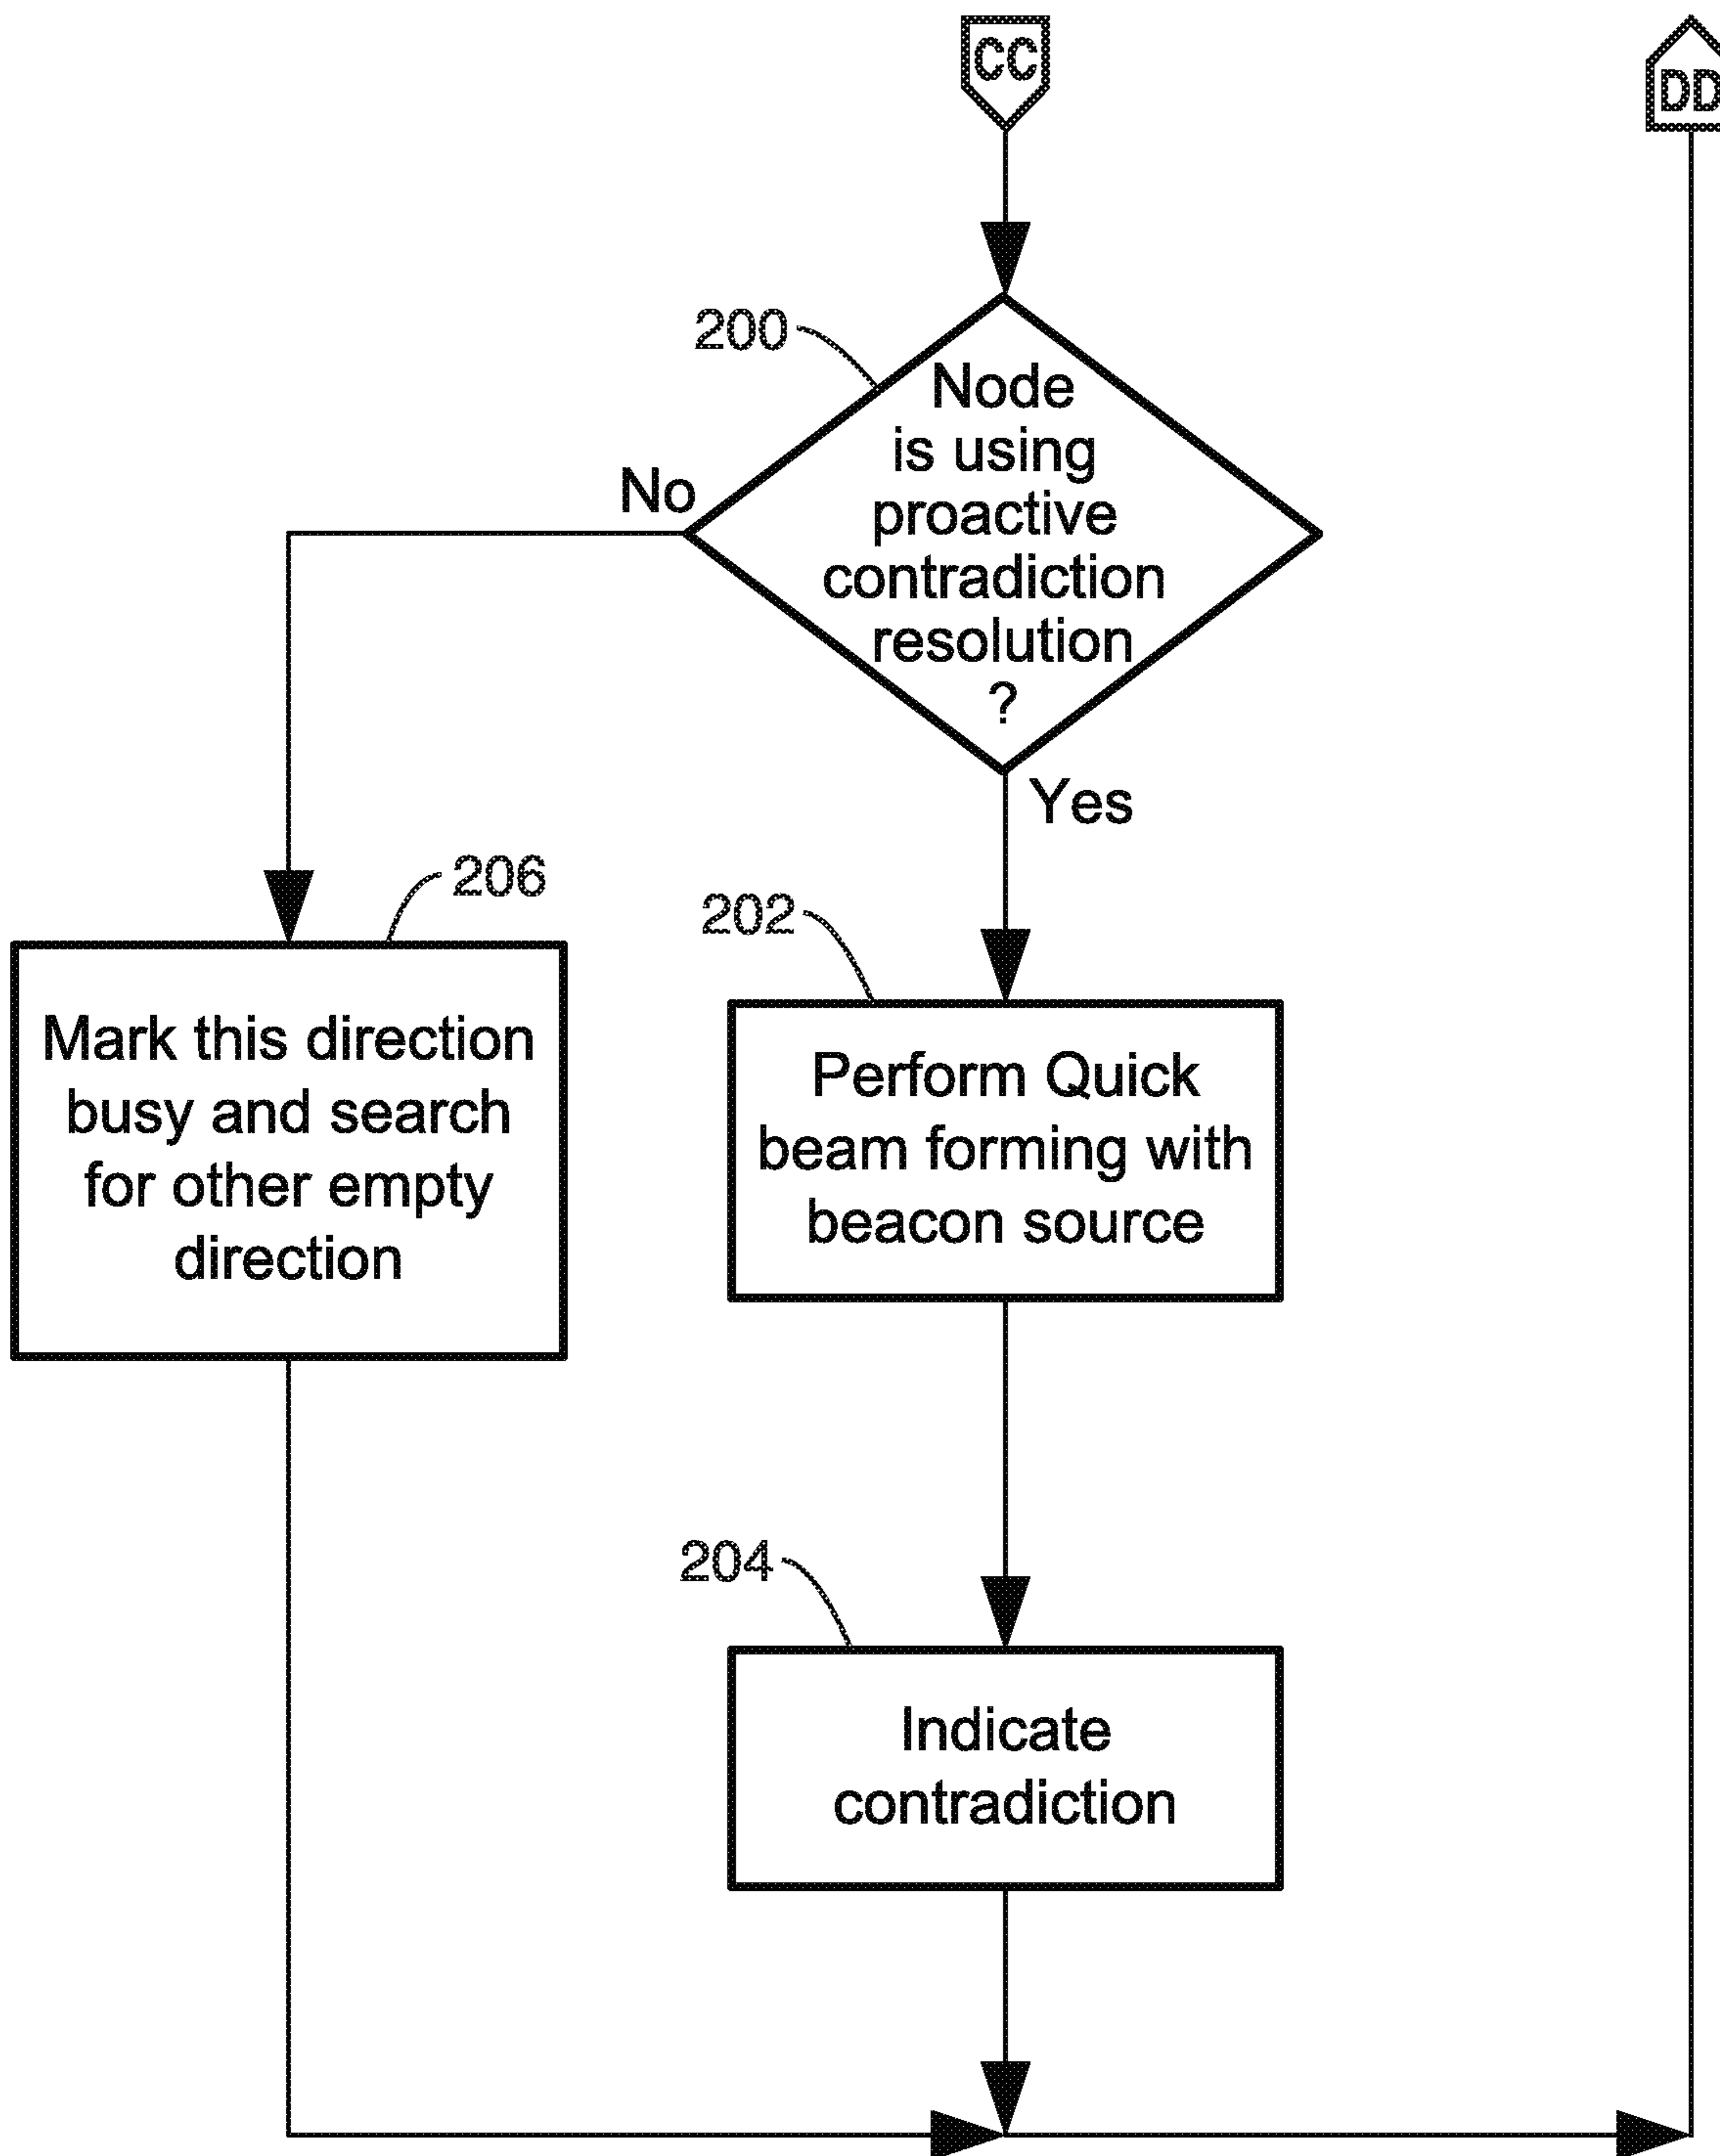 CC
DD
200
Node
is using
proactive
contradiction
resolution
?
No
Yes
206
202
Mark this direction
busy and search
for other empty
direction
Perform Quick
beam forming with
beacon source
204
Indicate
contradiction